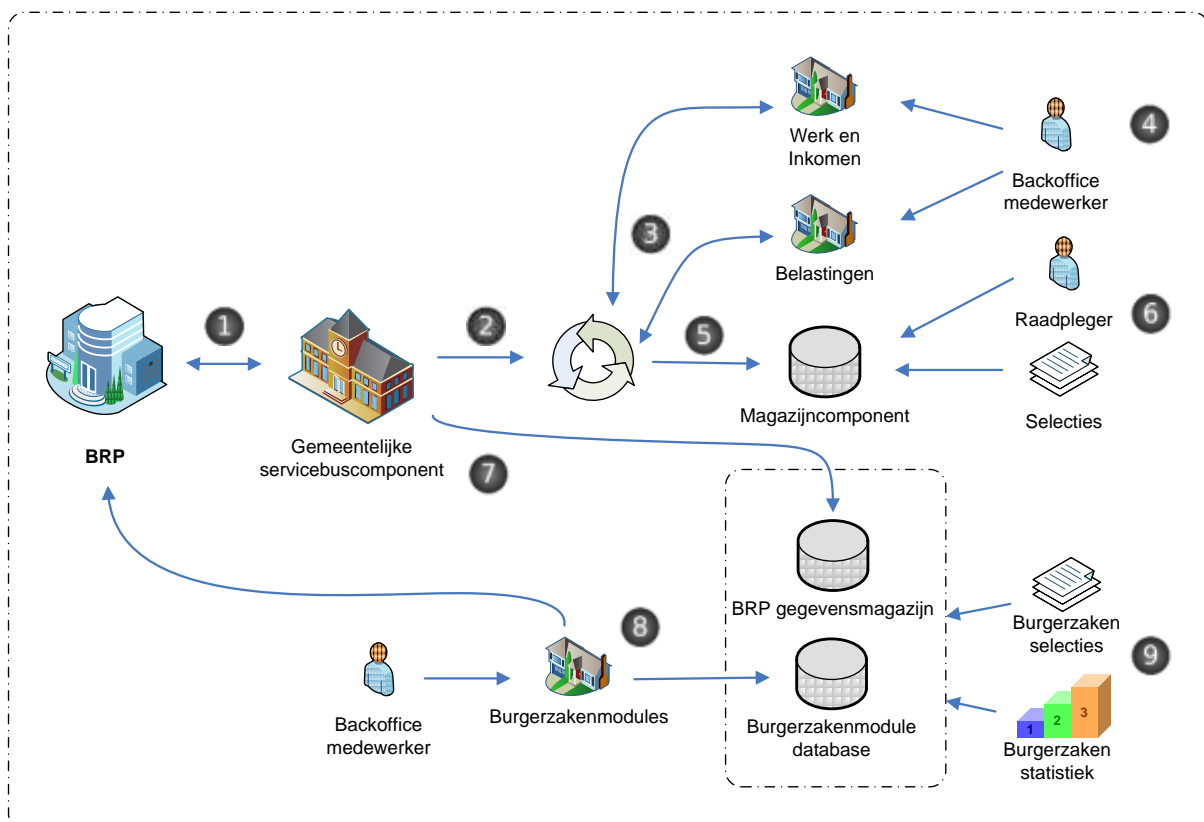 Werk en
Inkomen
4
Backoffice
medewerker
3
Belastingen
1
2
5
Raadpleger
6
Magazijncomponent
Selecties
BRP
Gemeentelijke
servicebuscomponent
7
BRP gegevensmagazijn
8
Burgerzaken
selecties
9
Backoffice
medewerker
Burgerzakenmodules
Burgerzakenmodule
database
1
2
3
Burgerzaken
statistiek